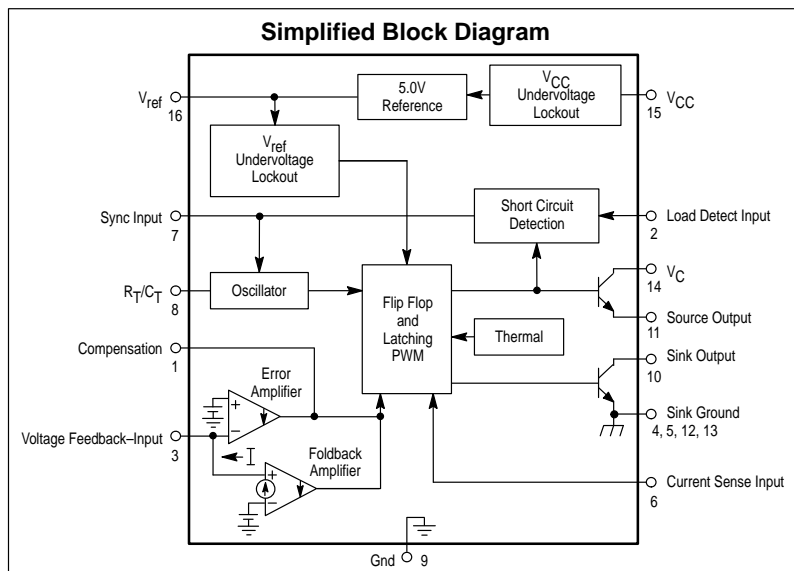 Simplified Block Diagram
Vref
16
5.0V
Reference
VCC
Undervoltage
Lockout
15
VCC
Vref
Undervoltage
Lockout
Sync Input
7
Short Circuit
Detection
Load Detect Input
2
RT/CT
8
Oscillator
Flip Flop
and
Latching
PWM
VC
14
Source Output
11
Thermal
Compensation
1
Sink Output
10
Error
Amplifier
+
–
Sink Ground
4, 5, 12, 13
Voltage Feedback–Input
3
I
Foldback
Amplifier
+
–
Current Sense Input
6
Gnd
9